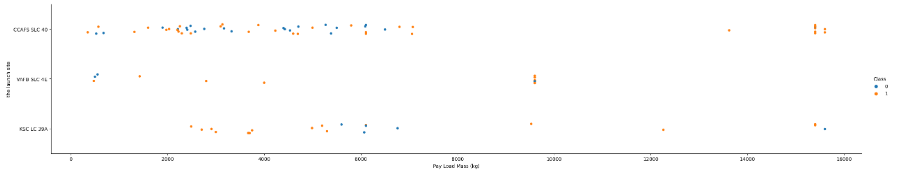 CCAFS SLC 40
VAFB SLC 4E
KSC LC 39A
the launch site
0
2000
4000
6000
8000
10000
12000
14000
16000
Pay Load Mass (kg)
Class
0
1